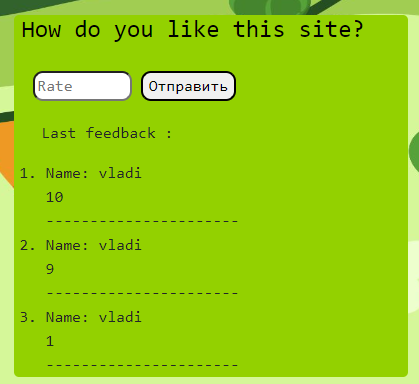 How do you like this site?
Rate Отправить
Last feedback :
1. Name: vladi
10
----------------------
2. Name: vladi
9
----------------------
3. Name: vladi
1
----------------------